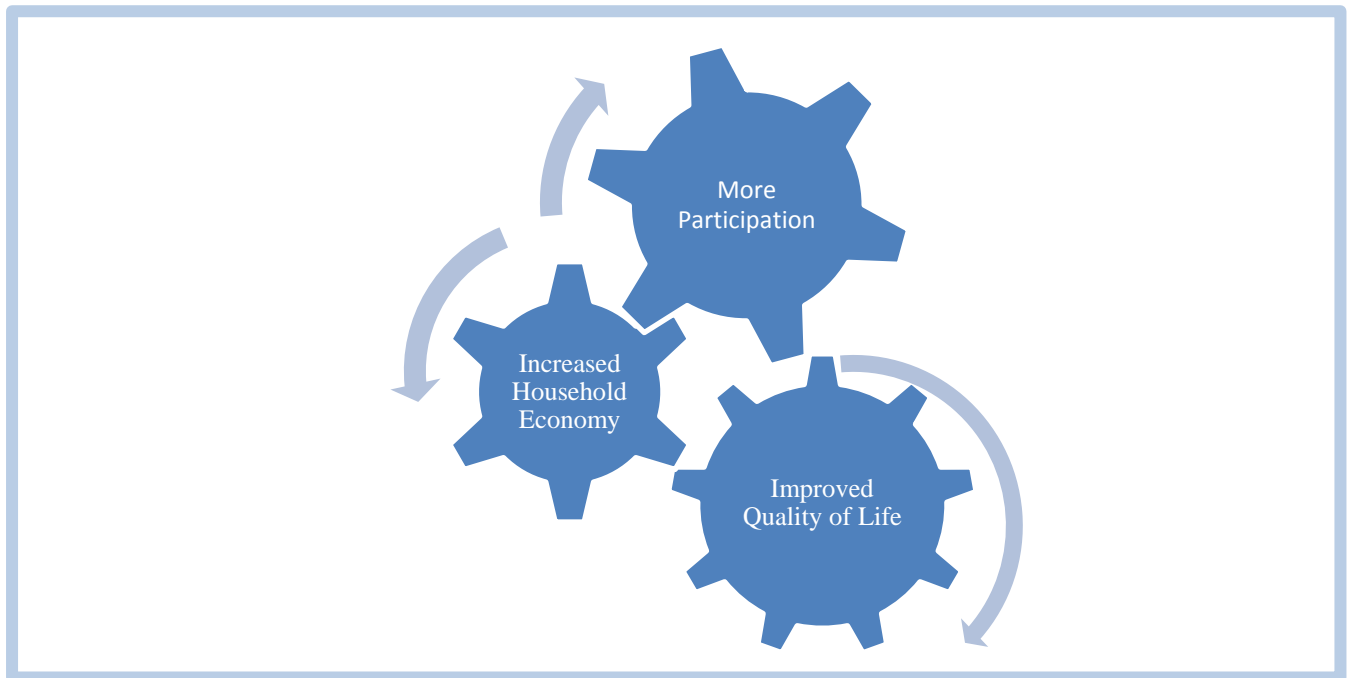 More
Participation
Increased
Household
Economy
Improved
Quality of Life